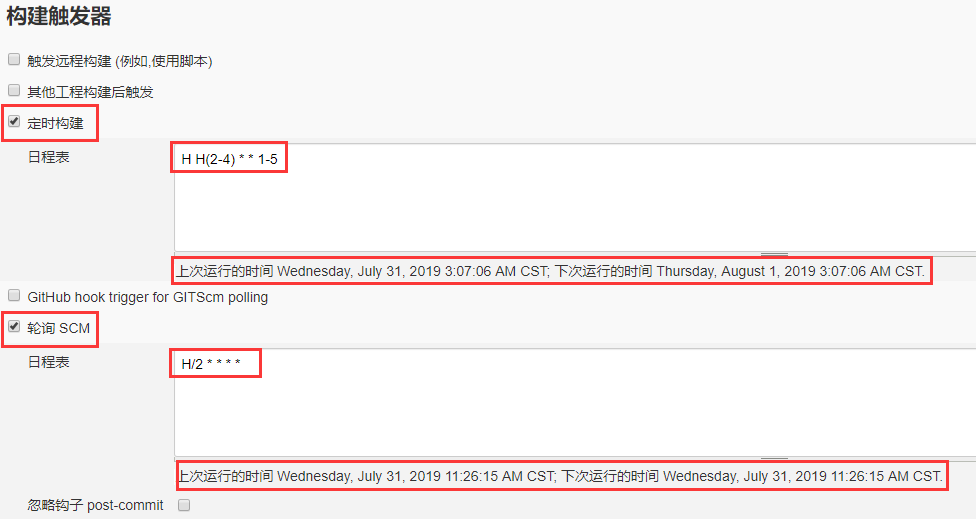 构建触发器
触发远程构建 (例如,使用脚本)
其他工程构建后触发
定时构建
日程表
H H(2-4) * * 1-5
上次运行的时间 Wednesday, July 31, 2019 3:07:06 AM CST; 下次运行的时间 Thursday, August 1, 2019 3:07:06 AM CST.
GitHub hook trigger for GITScm polling
轮询 SCM
日程表
H/2 * * * *
上次运行的时间 Wednesday, July 31, 2019 11:26:15 AM CST; 下次运行的时间 Wednesday, July 31, 2019 11:26:15 AM CST.
忽略钩子 post-commit